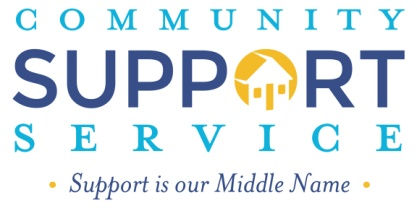 COMMUNITY
SUPPORT
SERVICE
• Support is our Middle Name •